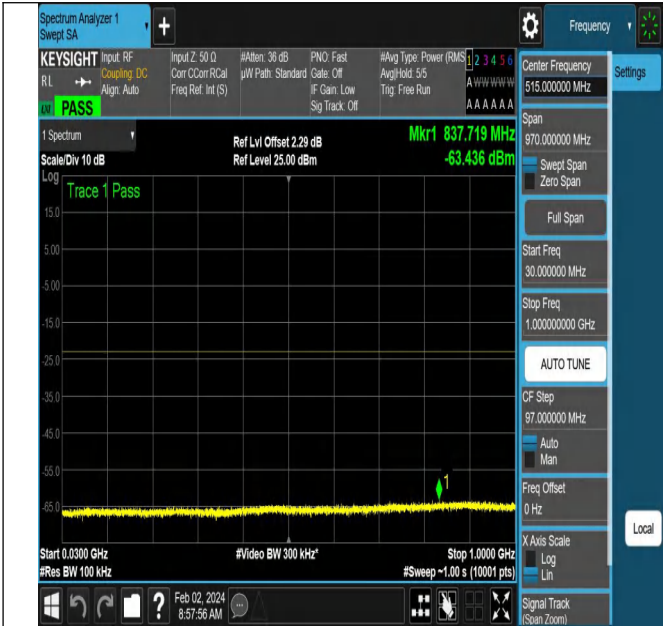 Spectrum Analyzer 1
Swept SA
Frequency
KEYSIGHT
RL
PASS
Input: RF
Coupling: DC
Align: Auto
Input Z: 50 Ω
Corr CCorr RCal
Freq Ref: Int (S)
#Atten: 36 dB
µW Path: Standard
PNO: Fast
Gate: Off
IF Gain: Low
Sig Track: Off
#Avg Type: Power (RMS
Avg|Hold: 5/5
Trig: Free Run
1 2 3 4 5 6
A W W W W W
A A A A A A
1 Spectrum
Scale/Div 10 dB
Ref Lvl Offset 2.29 dB
Ref Level 25.00 dBm
Mkr1 837.719 MHz
-63.436 dBm
Log
Trace 1 Pass
15.0
5.00
-5.00
-15.0
-25.0
-35.0
-45.0
-55.0
-65.0
1
Start 0.0300 GHz
#Res BW 100 kHz
#Video BW 300 kHz*
Stop 1.0000 GHz
#Sweep ~1.00 s (10001 pts)
?
Feb 02, 2024
8:57:56 AM
Center Frequency
515.000000 MHz
Span
970.000000 MHz
Swept Span
Zero Span
Full Span
Start Freq
30.000000 MHz
Stop Freq
1.000000000 GHz
AUTO TUNE
CF Step
97.000000 MHz
Auto
Man
Freq Offset
0 Hz
X Axis Scale
Log
Lin
Signal Track
(Span Zoom)
Settings
Local